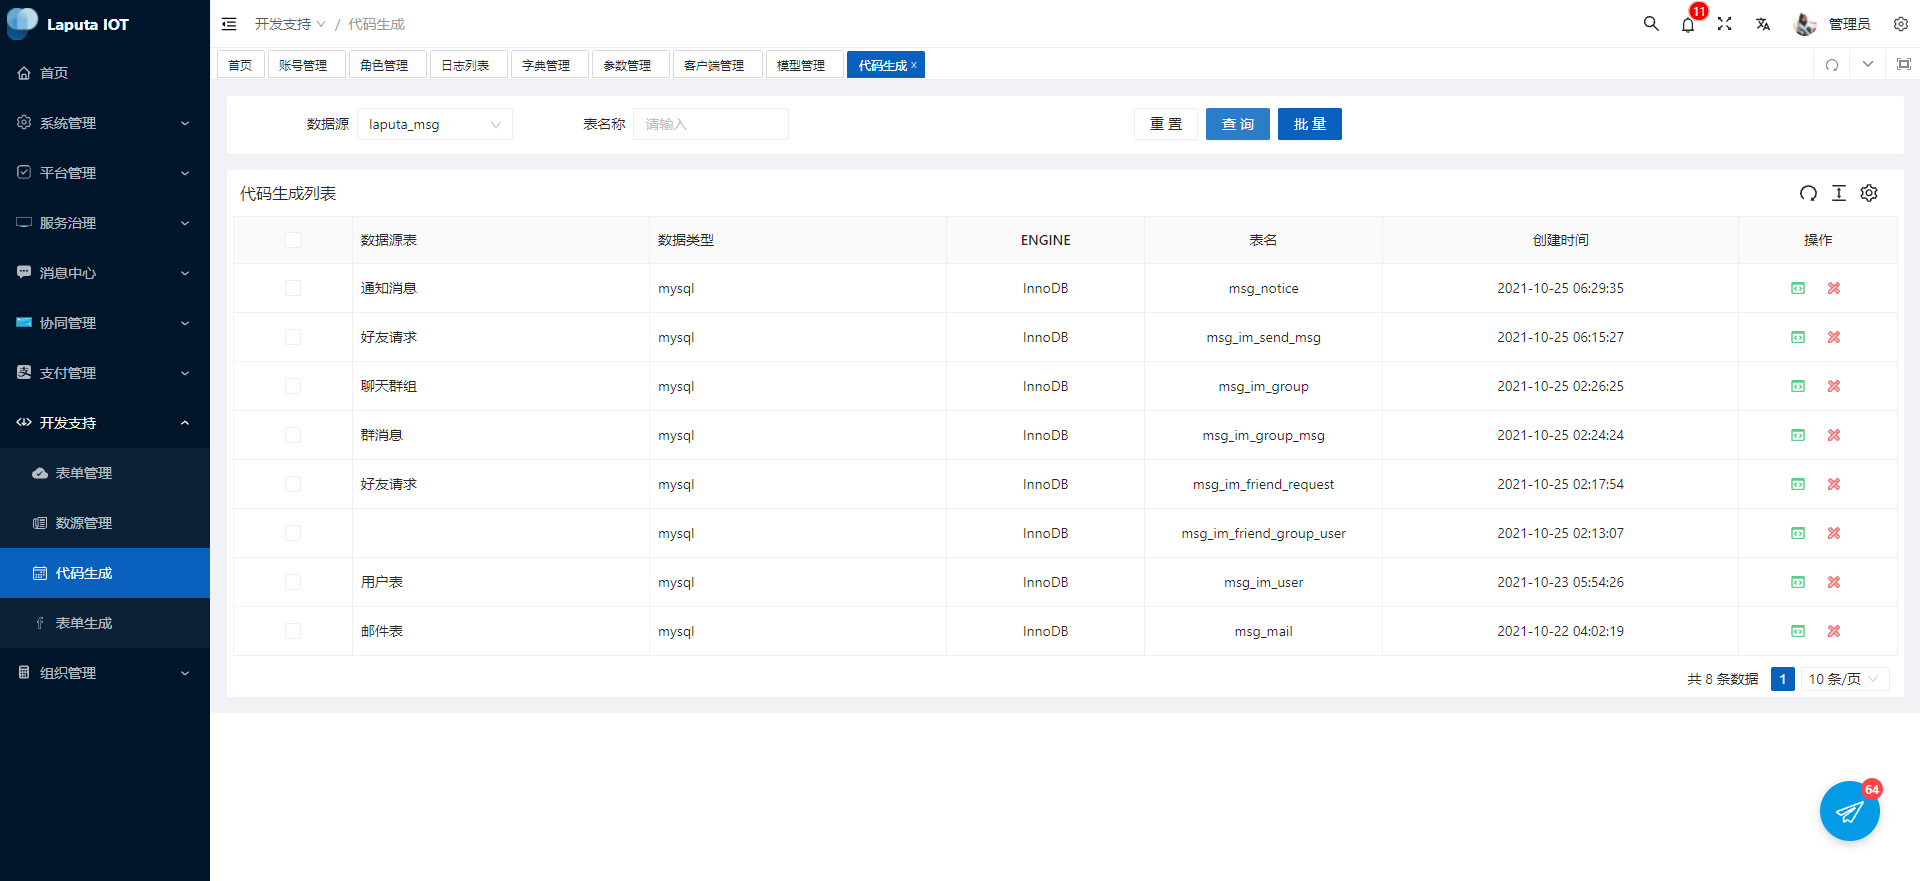 Laputa IOT
首页
系统管理
平台管理
服务治理
消息中心
协同管理
支付管理
开发支持
表单管理
数源管理
代码生成
表单生成
组织管理
开发支持 / 代码生成
11
管理员
首页 账号管理 角色管理 日志列表 字典管理 参数管理 客户端管理 模型管理 代码生成 x
数据源 laputa_msg 表名称 请输入 重 置 查 询 批 量
代码生成列表
数据源表 数据类型 ENGINE 表名 创建时间 操作
通知消息 mysql InnoDB msg_notice 2021-10-25 06:29:35
好友请求 mysql InnoDB msg_im_send_msg 2021-10-25 06:15:27
聊天群组 mysql InnoDB msg_im_group 2021-10-25 02:26:25
群消息 mysql InnoDB msg_im_group_msg 2021-10-25 02:24:24
好友请求 mysql InnoDB msg_im_friend_request 2021-10-25 02:17:54
mysql InnoDB msg_im_friend_group_user 2021-10-25 02:13:07
用户表 mysql InnoDB msg_im_user 2021-10-23 05:54:26
邮件表 mysql InnoDB msg_mail 2021-10-22 04:02:19
共 8 条数据 1 10 条/页
64